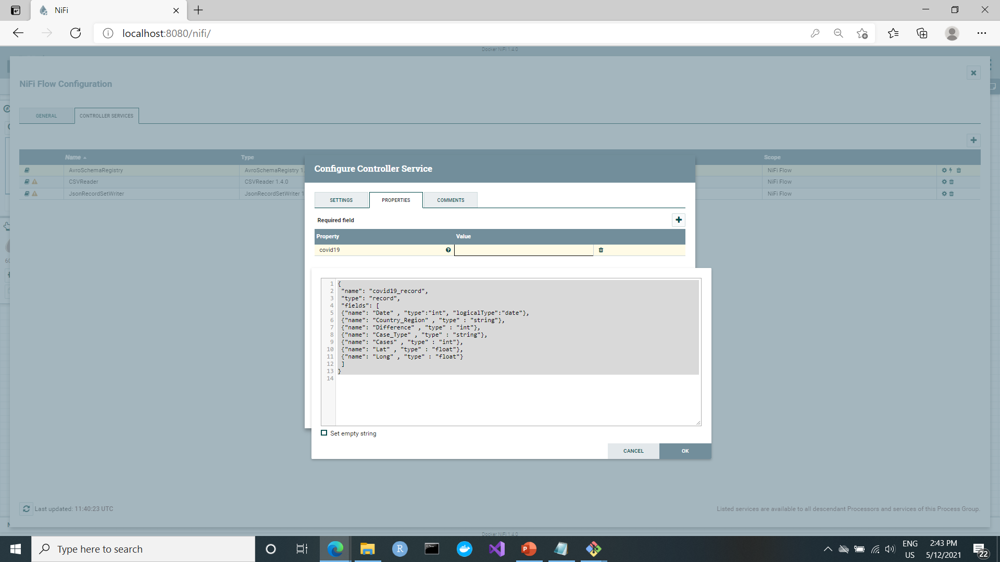 NiFi
localhost:8080/nifi/
Docker NiFi 1.4.0
NiFi Flow Configuration
GENERAL
CONTROLLER SERVICES
Name
Type
Scope
AvroSchemaRegistry
AvroSchemaRegistry 1.
NiFi Flow
CSVReader
CSVReader 1.4.0
NiFi Flow
JsonRecordSetWriter
JsonRecordSetWriter 1
NiFi Flow
Configure Controller Service
SETTINGS
PROPERTIES
COMMENTS
Required field
Property
Value
covid19
1 {
2 "name": "covid19_record",
3 "type": "record",
4 "fields": [
5 {"name": "Date" , "type":"int", "logicalType":"date"},
6 {"name": "Country_Region" , "type" : "string"},
7 {"name": "Difference" , "type" : "int"},
8 {"name": "Case_Type" , "type" : "string"},
9 {"name": "Cases" , "type" : "int"},
10 {"name": "Lat" , "type" : "float"},
11 {"name": "Long" , "type" : "float"}
12 ]
13 }
14
Set empty string
CANCEL
OK
Last updated: 11:40:23 UTC
Listed services are available to all descendant Processors and services of this Process Group.
Docker NiFi 1.4.0
Type here to search
ENG
US
2:43 PM
5/12/2021
22